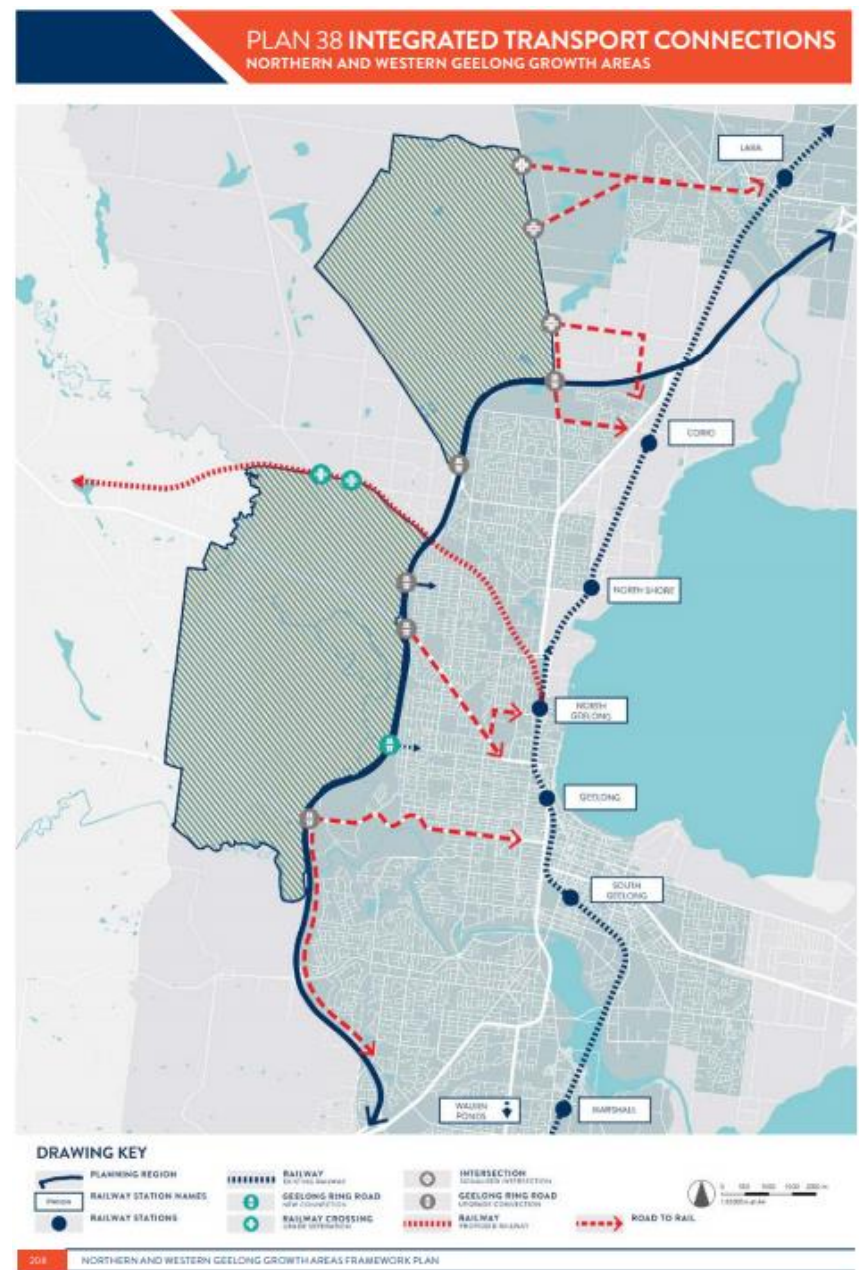 PLAN 38 INTEGRATED TRANSPORT CONNECTIONS
NORTHERN AND WESTERN GEELONG GROWTH AREAS
LARA
CORIO
NORTH SHORE
NORTH
GEELONG
GEELONG
SOUTH
GEELONG
WAURN
PONDS
MARSHALL
DRAWING KEY
PLANNING REGION
RAILWAY STATION NAMES
RAILWAY STATIONS
RAILWAY
EXISTING RAILWAY
GEELONG RING ROAD
NEW CONNECTION
RAILWAY CROSSING
GRADE SEPARATION
INTERSECTION
SIGNALISED INTERSECTION
GEELONG RING ROAD
UPGRADE CONNECTION
RAILWAY
PROPOSED RAILWAY
ROAD TO RAIL
208 NORTHERN AND WESTERN GEELONG GROWTH AREAS FRAMEWORK PLAN